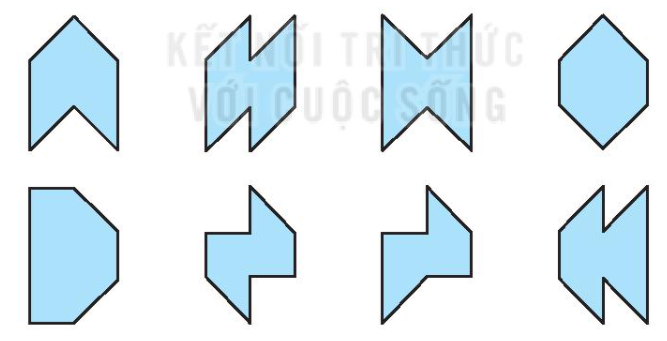 KẾT NỐI TRI THỨC
VỚI CUỘC SỐNG